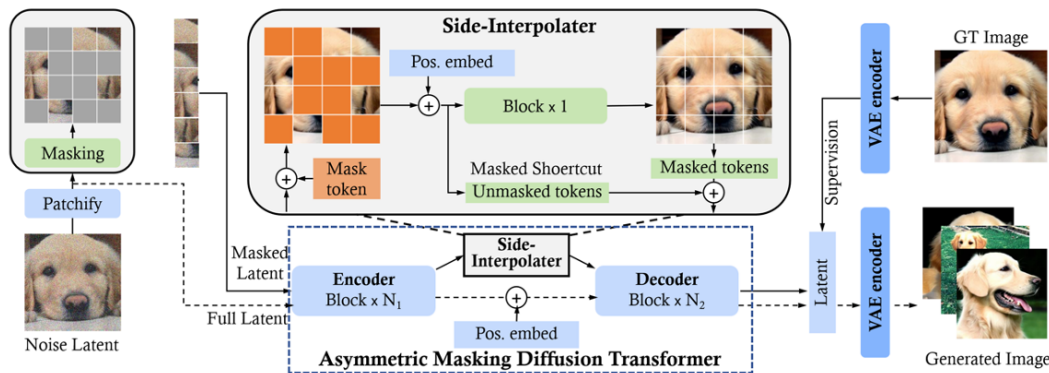 Side-Interpolater
Pos. embed
Block x 1
Masking
Mask
token
Masked Shoertcut
Unmasked tokens
Masked tokens
Patchify
Noise Latent
Masked
Latent
Full Latent
Encoder
Block x N₁
Side-
Interpolater
Pos. embed
Decoder
Block x N₂
Asymmetric Masking Diffusion Transformer
GT Image
VAE encoder
Supervision
Latent
VAE encoder
Generated Image